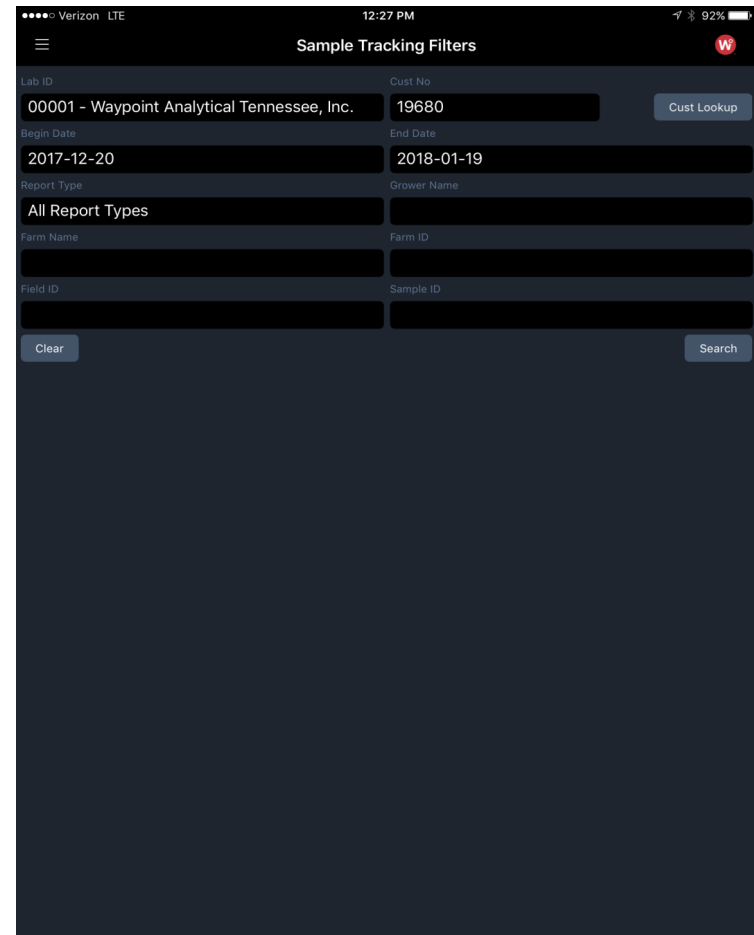 Verizon LTE 12:27 PM 92%
Sample Tracking Filters W
Lab ID Cust No
00001 - Waypoint Analytical Tennessee, Inc. 19680 Cust Lookup
Begin Date End Date
2017-12-20 2018-01-19
Report Type Grower Name
All Report Types
Farm Name Farm ID
Field ID Sample ID
Clear Search